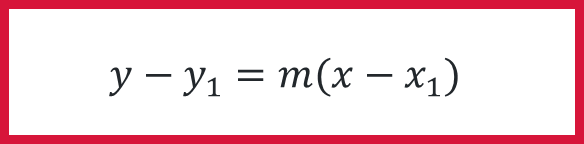 y − y₁ = m(x − x₁)